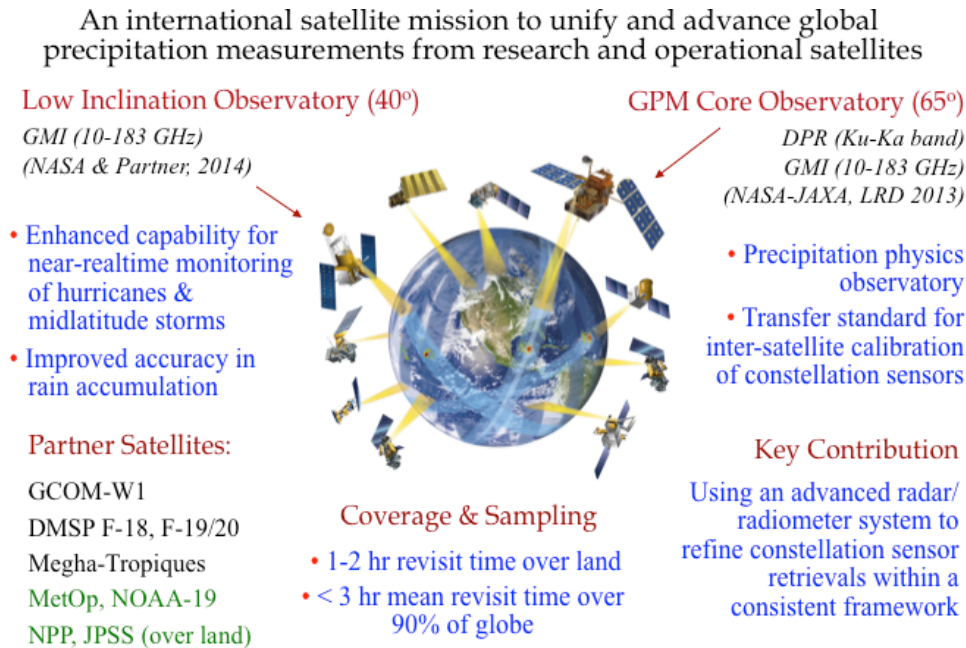 An international satellite mission to unify and advance global
precipitation measurements from research and operational satellites
Low Inclination Observatory (40º)
GMI (10-183 GHz)
(NASA & Partner, 2014)
• Enhanced capability for
near-realtime monitoring
of hurricanes &
midlatitude storms
• Improved accuracy in
rain accumulation
GPM Core Observatory (65º)
DPR (Ku-Ka band)
GMI (10-183 GHz)
(NASA-JAXA, LRD 2013)
• Precipitation physics
observatory
• Transfer standard for
inter-satellite calibration
of constellation sensors
Partner Satellites:
GCOM-W1
DMSP F-18, F-19/20
Megha-Tropiques
MetOp, NOAA-19
NPP, JPSS (over land)
Coverage & Sampling
• 1-2 hr revisit time over land
• < 3 hr mean revisit time over
90% of globe
Key Contribution
Using an advanced radar/
radiometer system to
refine constellation sensor
retrievals within a
consistent framework